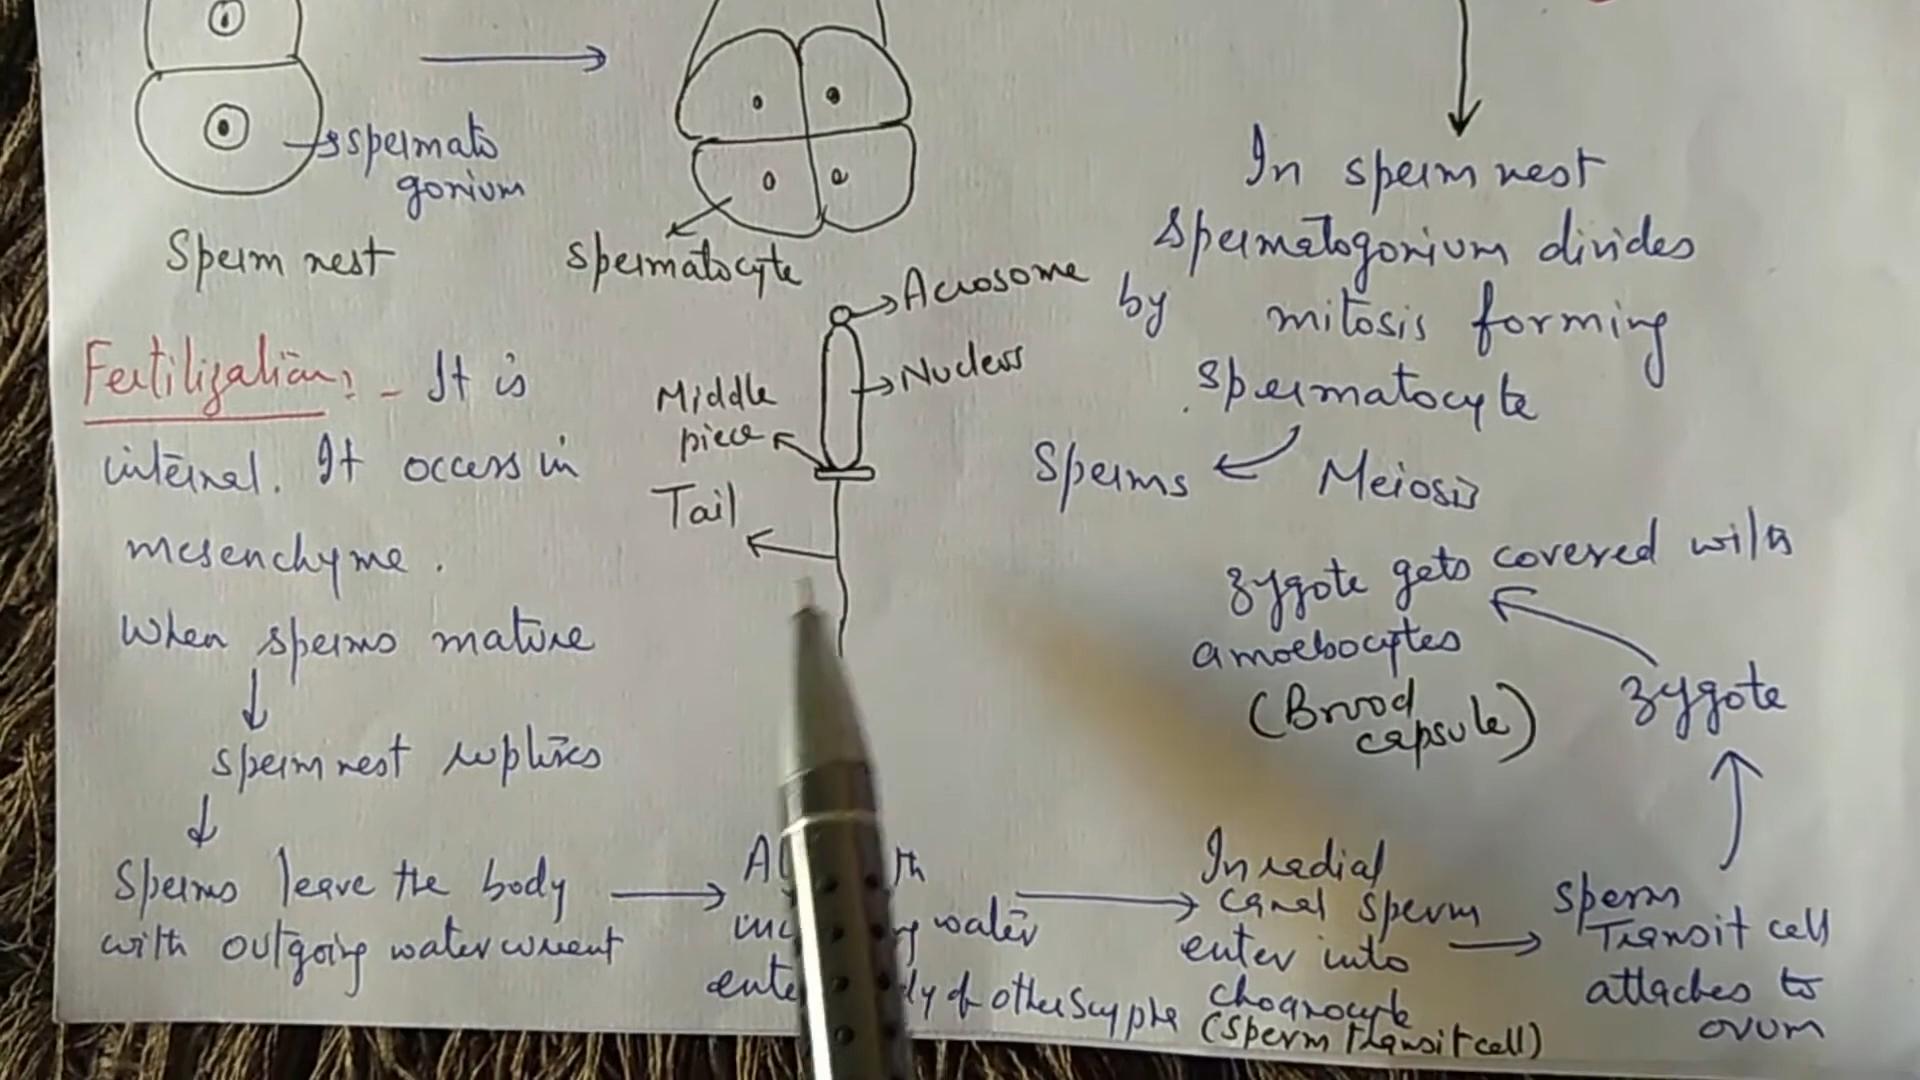 spermato
gonium
Sperm nest
spermatocyte
Acrosome
Nucleus
Middle
piece
Tail
In sperm nest
spermatogonium divides
by mitosis forming
spermatocyte
Sperms
Meiosis
Fertilization:- It is
internal. It occurs in
mesenchyme.
When sperms mature
sperm nest ruptures
Sperms leave the body
with outgoing water current
water
of other Scypha
In radial
canal sperm
enter into
choanocyte
(sperm transit cell)
sperm
Transit cell
attaches to
ovum
zygote
zygote gets covered with
amoebocytes
(Brood
capsule)